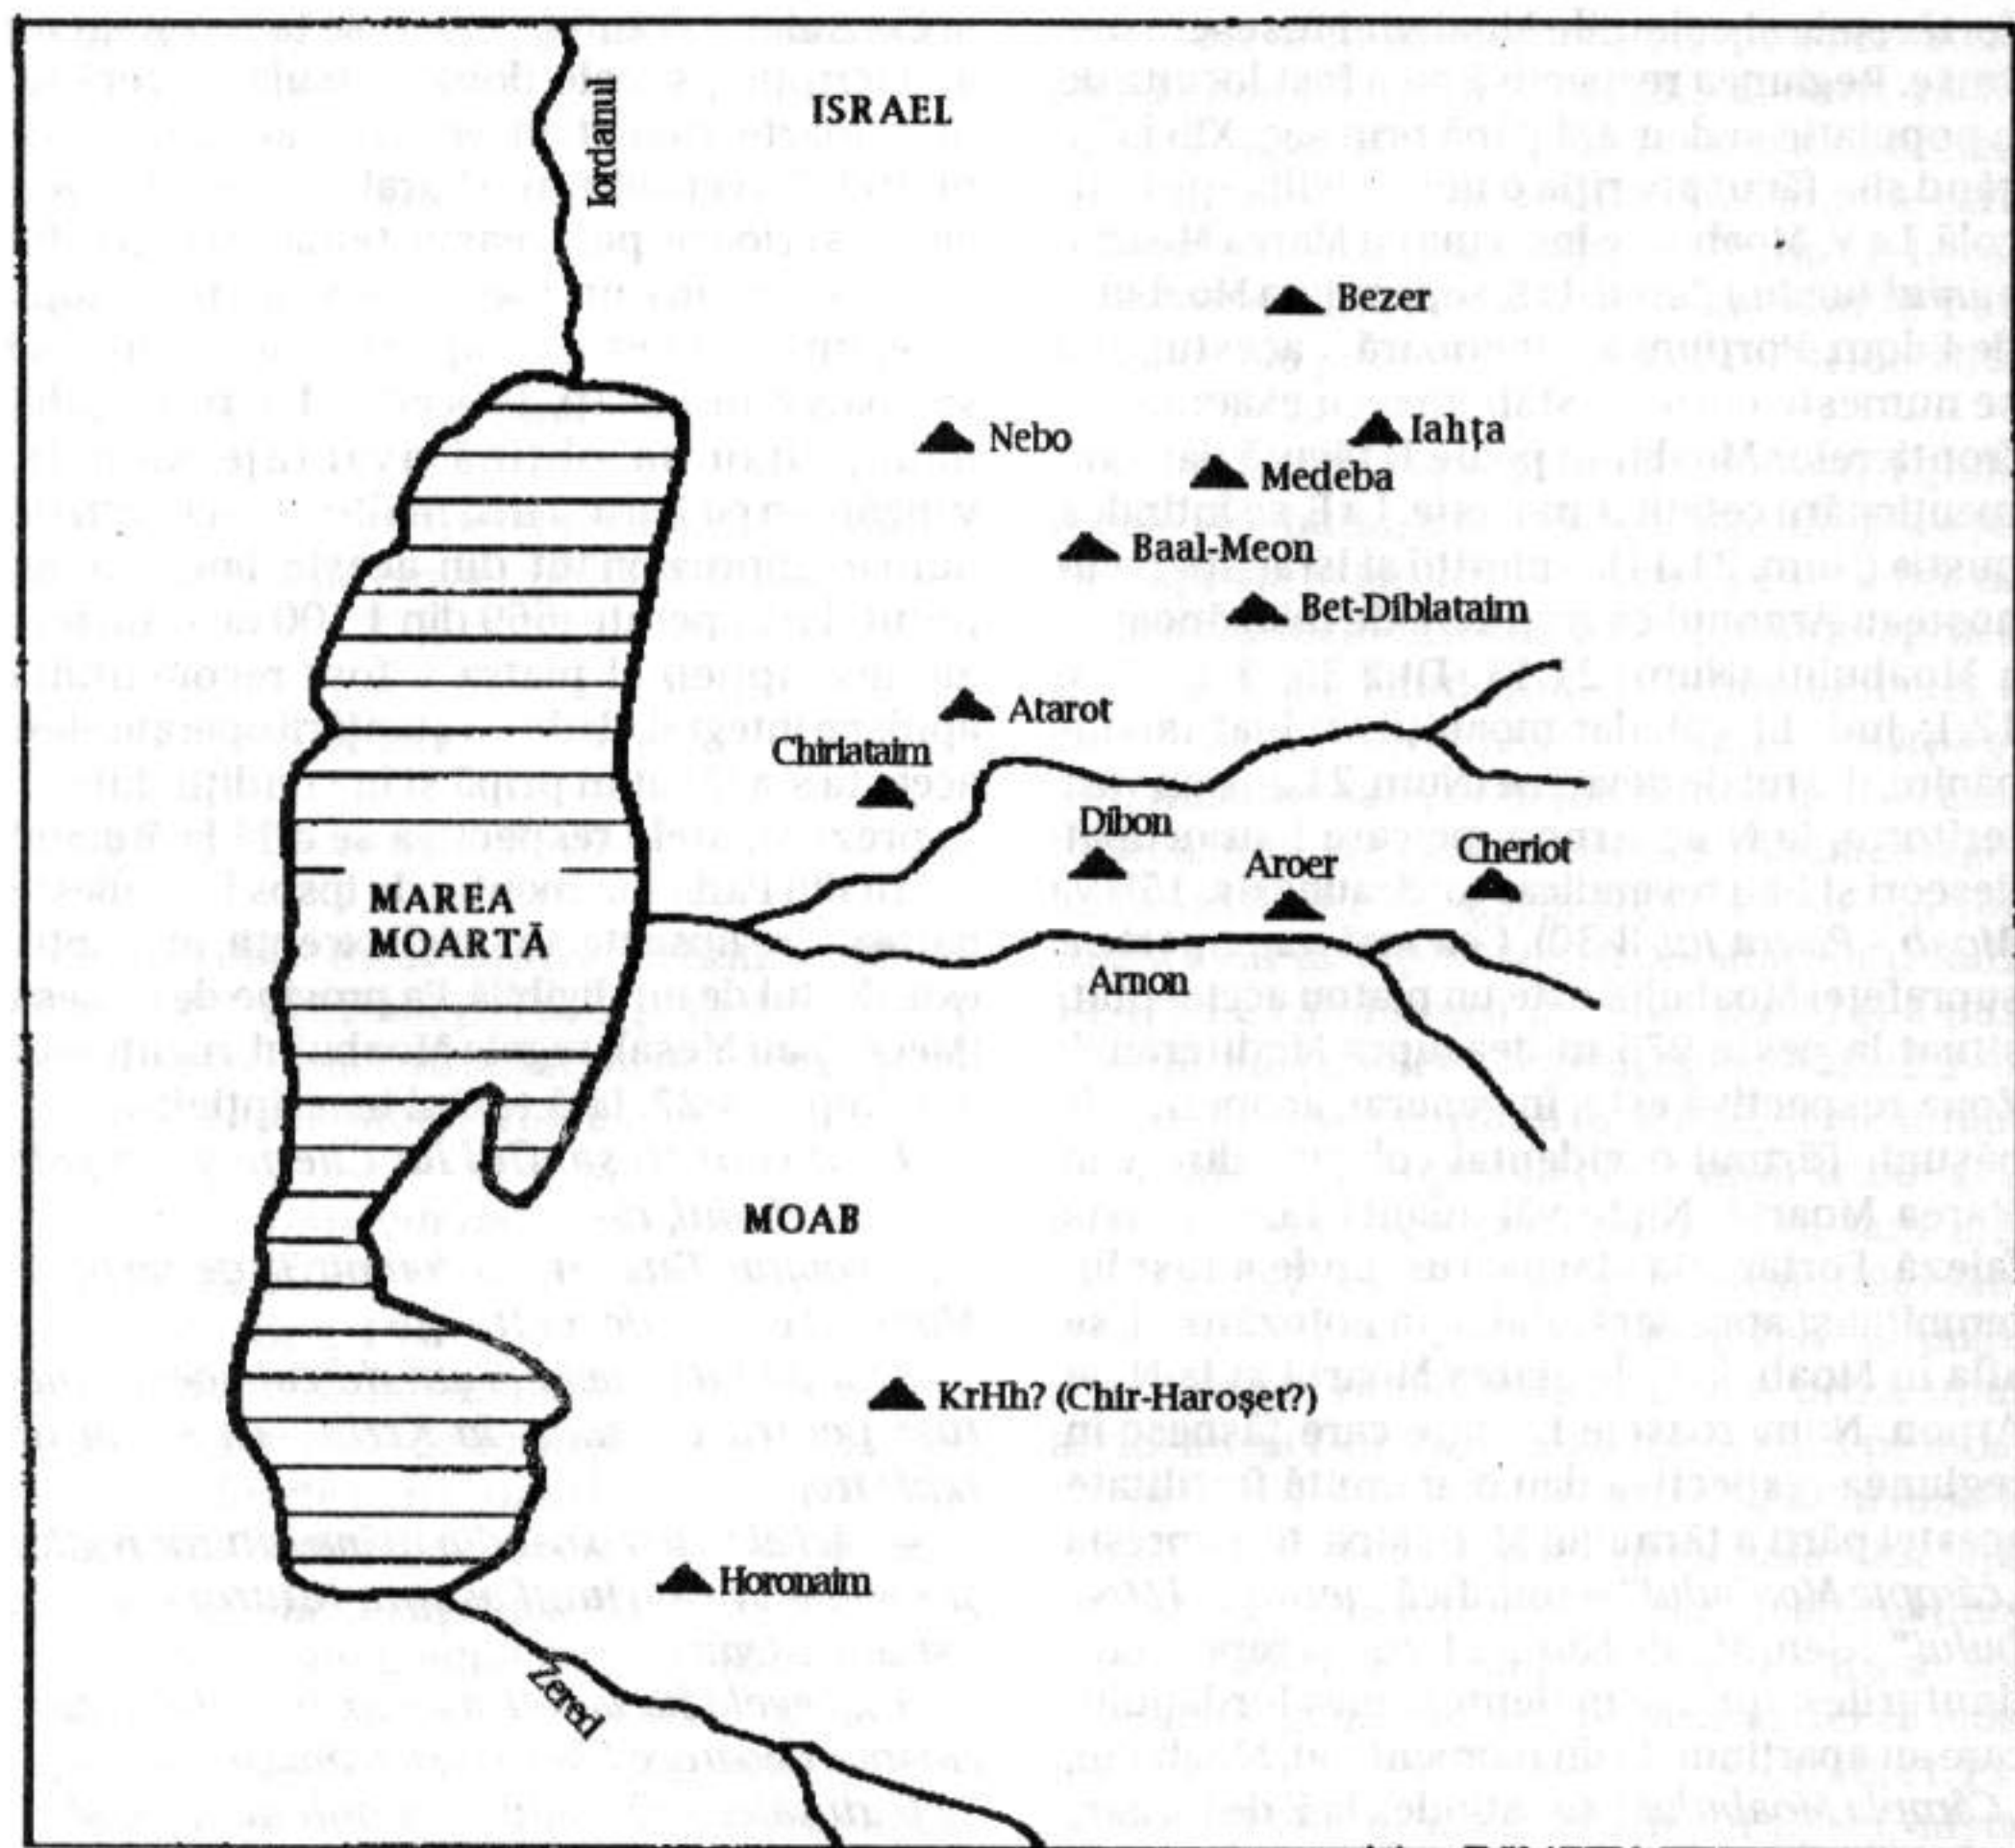 ISRAEL
Iordanul
Bezer
Nebo
Iahța
Medeba
Baal-Meon
Bet-Diblataim
Atarot
Chiriataim
Dibon
Aroer
Cheriot
MAREA
MOARTĂ
Arnon
MOAB
KrHh? (Chir-Haroșet?)
Horonaim
Zered